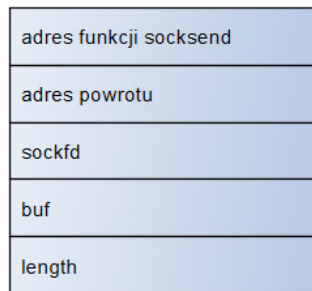 adres funkcji socksend
adres powrotu
sockfd
buf
length